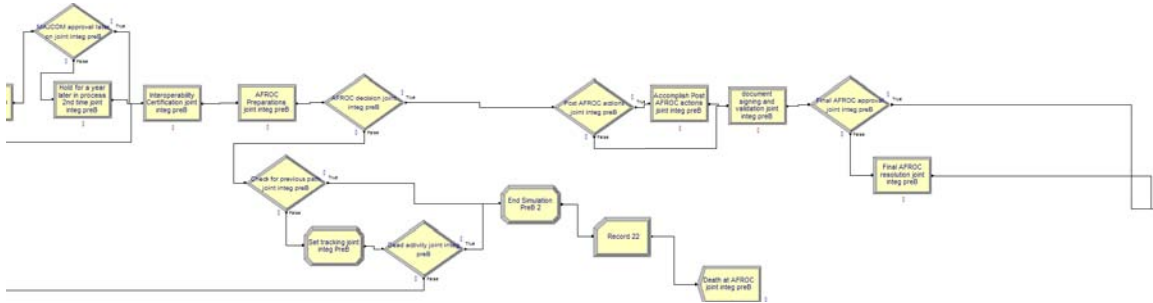 MAJCOM approval later
on joint integ preB
True
False
Hold for a year
later in process
2nd time joint
integ preB
Interoperability
Certification joint
integ preB
AFROC
Preparations
joint integ preB
AFROC decision joint
integ preB
True
False
Post AFROC actions
joint integ preB
True
False
Accomplish Post
AFROC actions
joint integ preB
document
signing and
validation joint
integ preB
Final AFROC approval
joint integ preB
True
False
Final AFROC
resolution joint
integ preB
Check for previous path
joint integ preB
True
False
Set tracking joint
integ PreB
Dead activity joint integ
preB
True
False
End Simulation
PreB 2
Record 22
Death at AFROC
joint integ preB